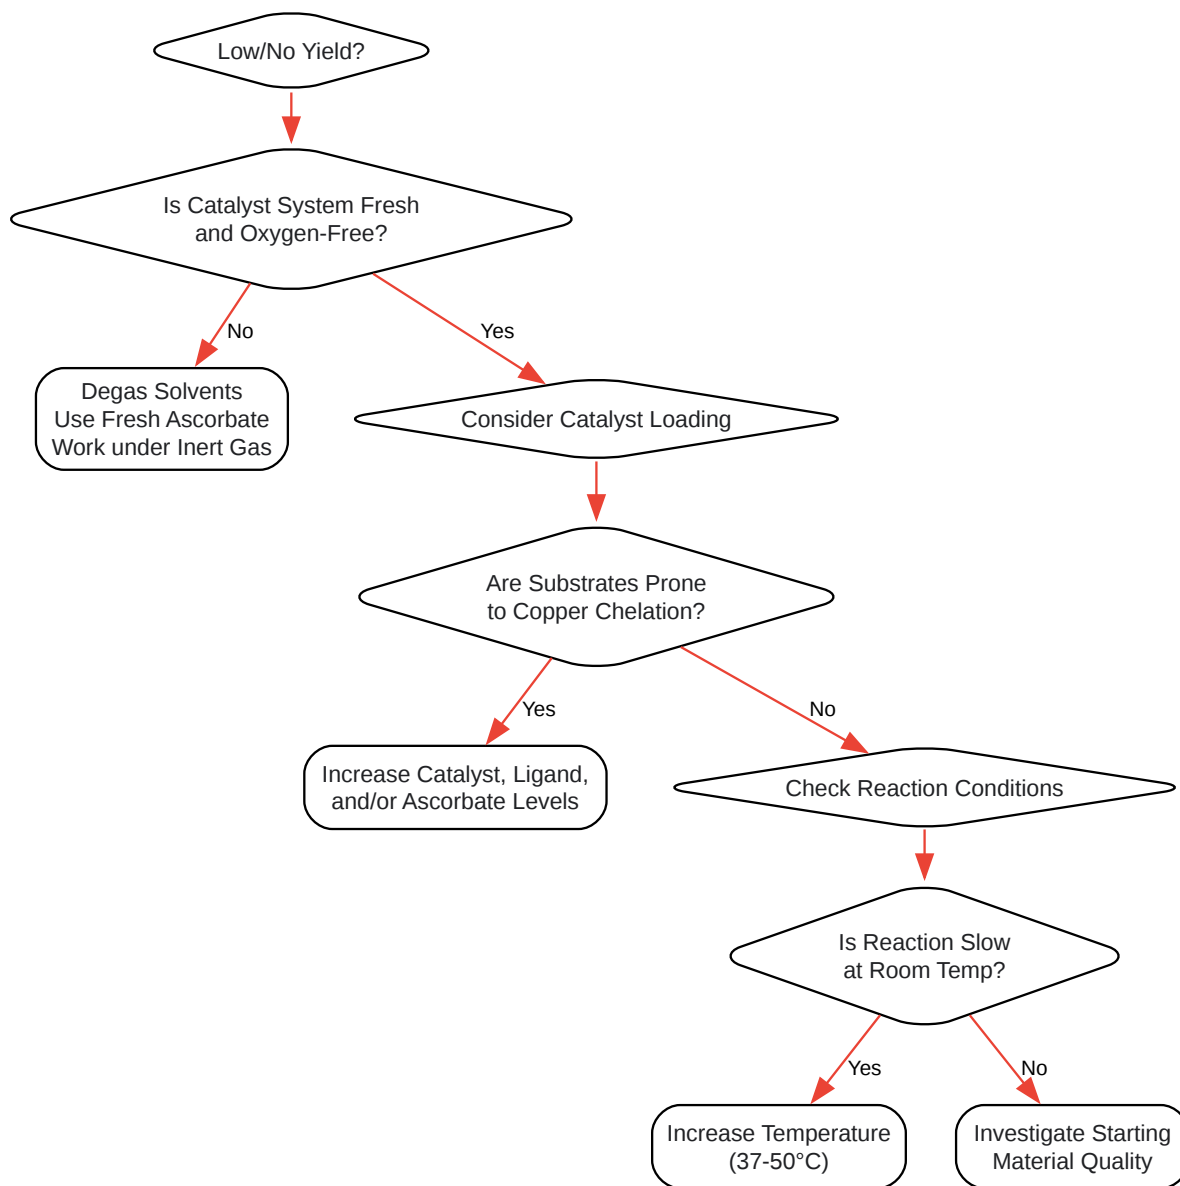 Low/No Yield?
Is Catalyst System Fresh
and Oxygen-Free?
No
Yes
Degas Solvents
Use Fresh Ascorbate
Work under Inert Gas
Consider Catalyst Loading
Are Substrates Prone
to Copper Chelation?
Yes
No
Increase Catalyst, Ligand,
and/or Ascorbate Levels
Check Reaction Conditions
Is Reaction Slow
at Room Temp?
Yes
No
Increase Temperature
(37-50°C)
Investigate Starting
Material Quality